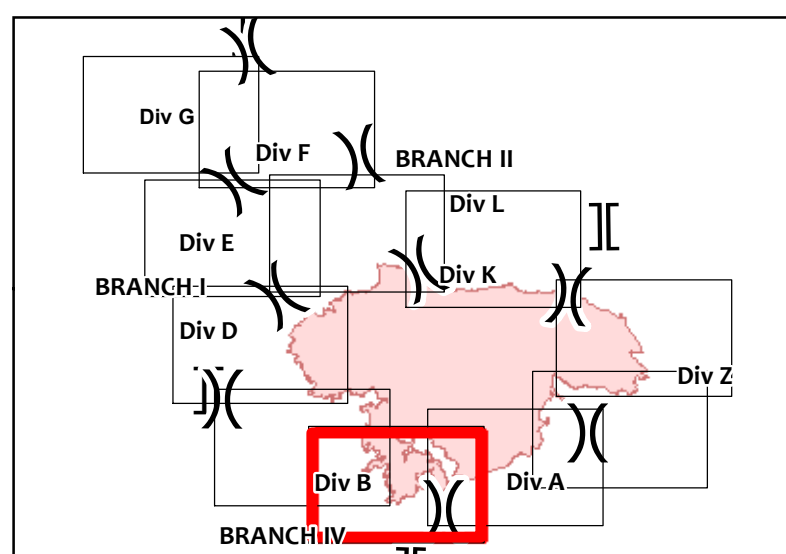 Div G
Div F
BRANCH II
Div L
Div E
Div K
BRANCH I
Div D
Div Z
Div B
Div A
BRANCH IV